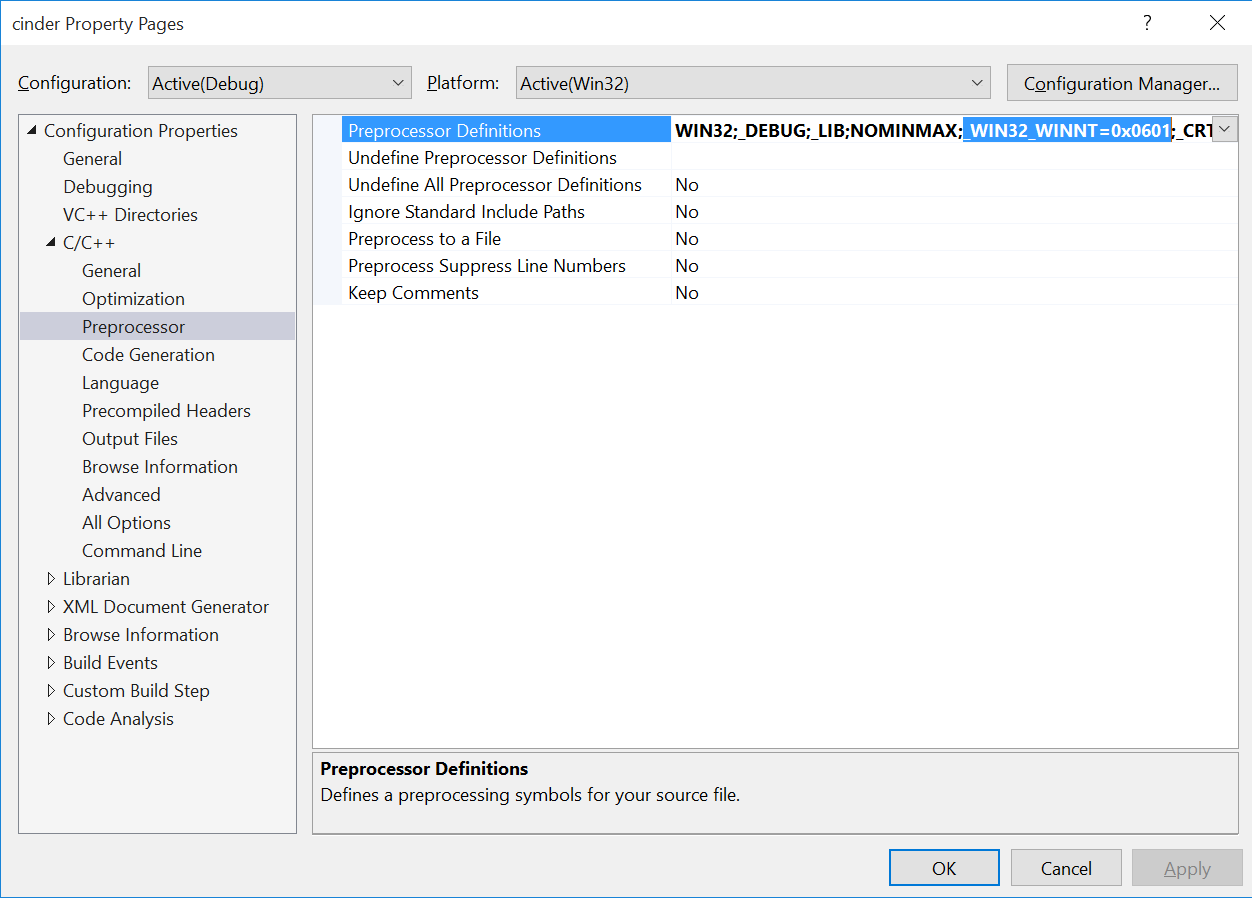 cinder Property Pages ?
Configuration: Active(Debug) Platform: Active(Win32) Configuration Manager...
Configuration Properties
General
Debugging
VC++ Directories
C/C++
General
Optimization
Preprocessor
Code Generation
Language
Precompiled Headers
Output Files
Browse Information
Advanced
All Options
Command Line
Librarian
XML Document Generator
Browse Information
Build Events
Custom Build Step
Code Analysis
Preprocessor Definitions WIN32;_DEBUG;_LIB;NOMINMAX;_WIN32_WINNT=0x0601;_CRT
Undefine Preprocessor Definitions
Undefine All Preprocessor Definitions No
Ignore Standard Include Paths No
Preprocess to a File No
Preprocess Suppress Line Numbers No
Keep Comments No
Preprocessor Definitions
Defines a preprocessing symbols for your source file.
OK Cancel Apply